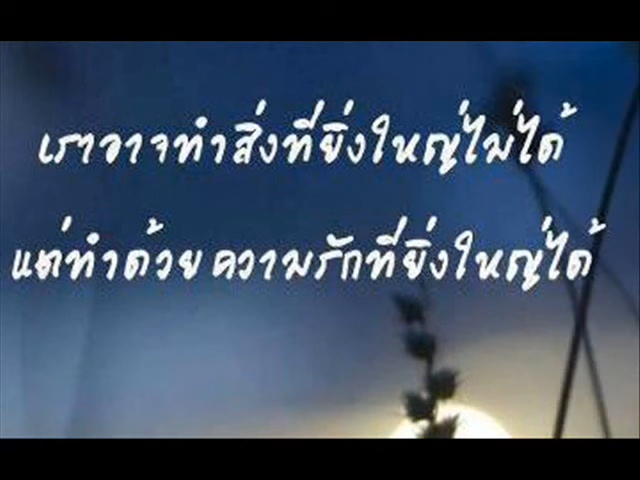 เราอาจทำสิ่งที่ยิ่งใหญ่ไม่ได้
แต่ทำด้วย ความรักที่ยิ่งใหญ่ได้